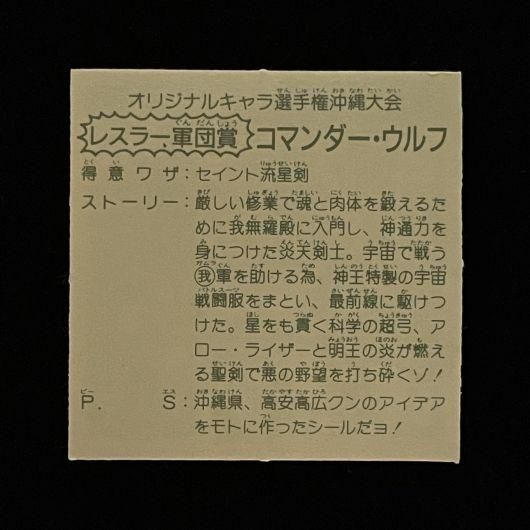 オリジナルキャラ選手権沖縄大会
レスラー軍団賞 コマンダー・ウルフ
得意ワザ：セイント流星剣
ストーリー：厳しい修業で魂と肉体を鍛えるた
めに我無羅殿に入門し、神通力を
身につけた炎天剣士。宇宙で戦う
我軍を助ける為、神王特製の宇宙
戦闘服をまとい、最前線に駆けつ
けた。星をも貫く科学の超弓、ア
ロー・ライザーと明王の炎が燃え
る聖剣で悪の野望を打ち砕くゾ！
P. S：沖縄県、高安高広クンのアイデア
をモトに作ったシールだヨ！